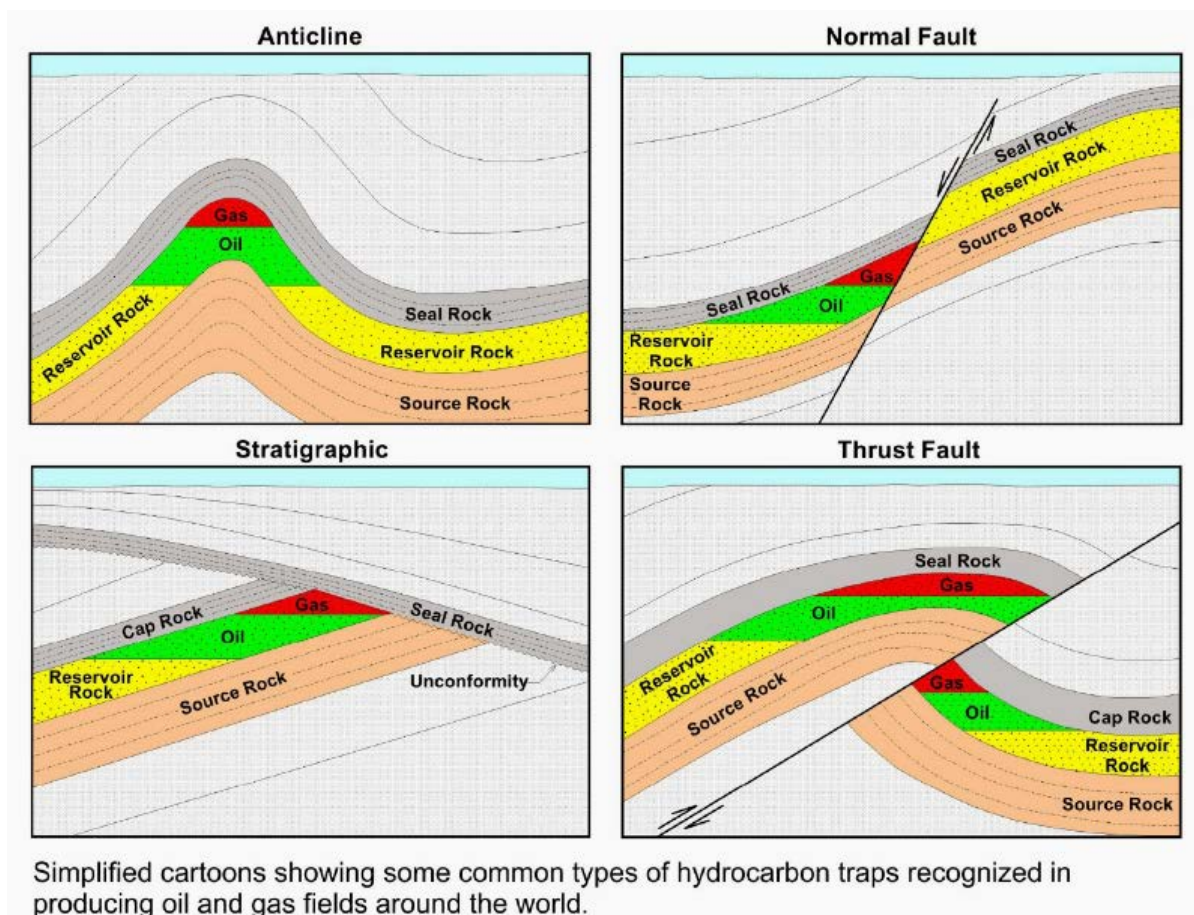 Anticline
Gas
Oil
Reservoir Rock
Seal Rock
Reservoir Rock
Source Rock
Normal Fault
Seal Rock
Reservoir Rock
Source Rock
Gas
Seal Rock
Oil
Reservoir
Rock
Source
Rock
Stratigraphic
Gas
Cap Rock
Seal Rock
Oil
Reservoir
Rock
Source Rock
Unconformity
Thrust Fault
Seal Rock
Gas
Oil
Reservoir
Rock
Source Rock
Gas
Oil
Cap Rock
Reservoir
Rock
Source Rock
Simplified cartoons showing some common types of hydrocarbon traps recognized in
producing oil and gas fields around the world.